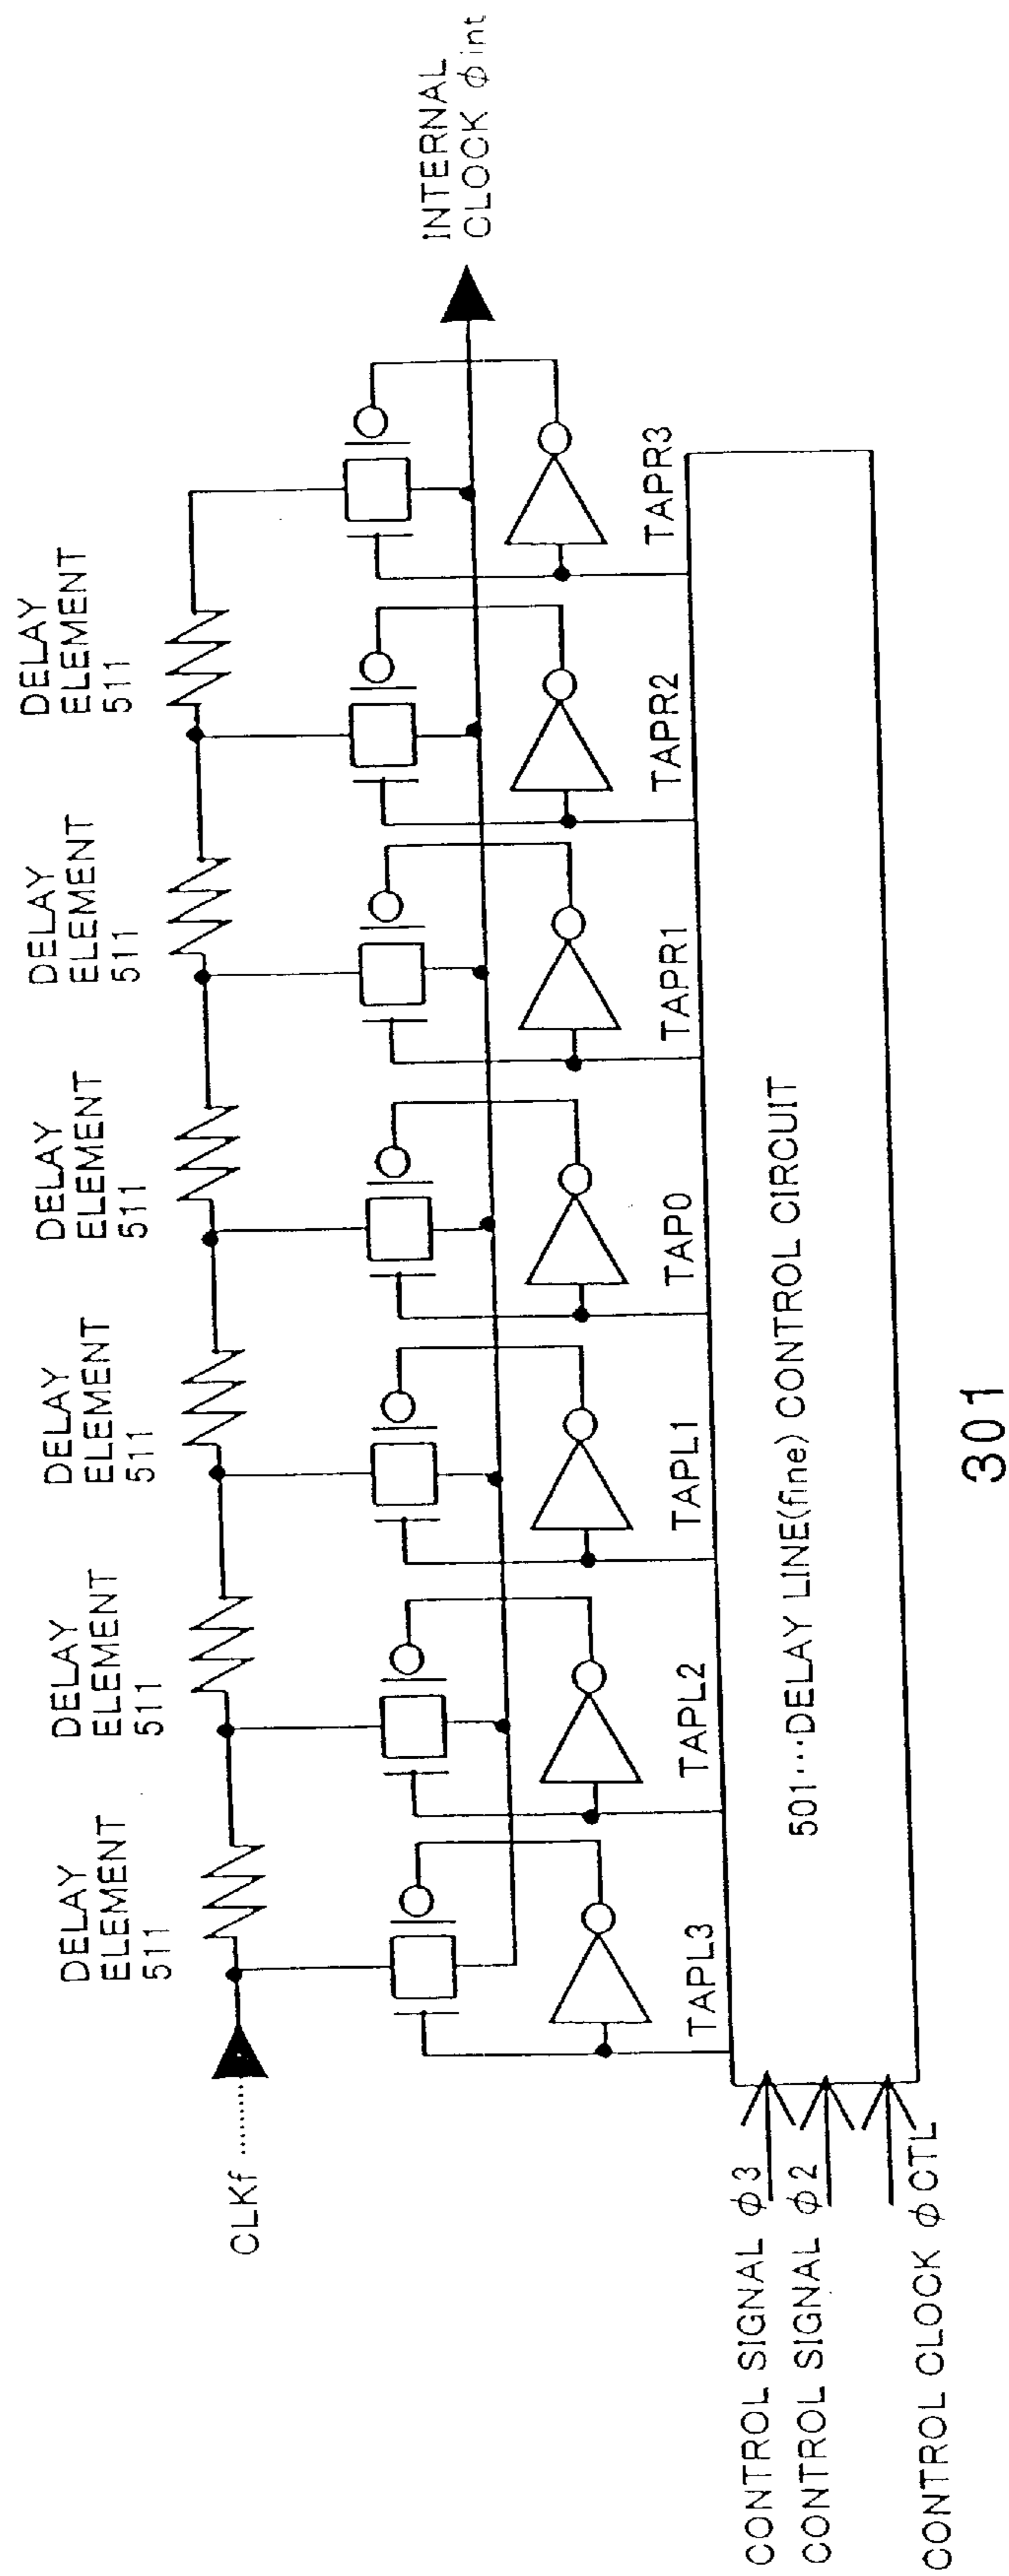 DELAY
ELEMENT
511
DELAY
ELEMENT
511
DELAY
ELEMENT
511
DELAY
ELEMENT
511
DELAY
ELEMENT
511
DELAY
ELEMENT
511
CLKf
INTERNAL
CLOCK φint
TAPL3
TAPL2
TAPL1
TAP0
TAPR1
TAPR2
TAPR3
CONTROL SIGNAL φ3
CONTROL SIGNAL φ2
CONTROL CLOCK φCTL
501···DELAY LINE(fine) CONTROL CIRCUIT
301